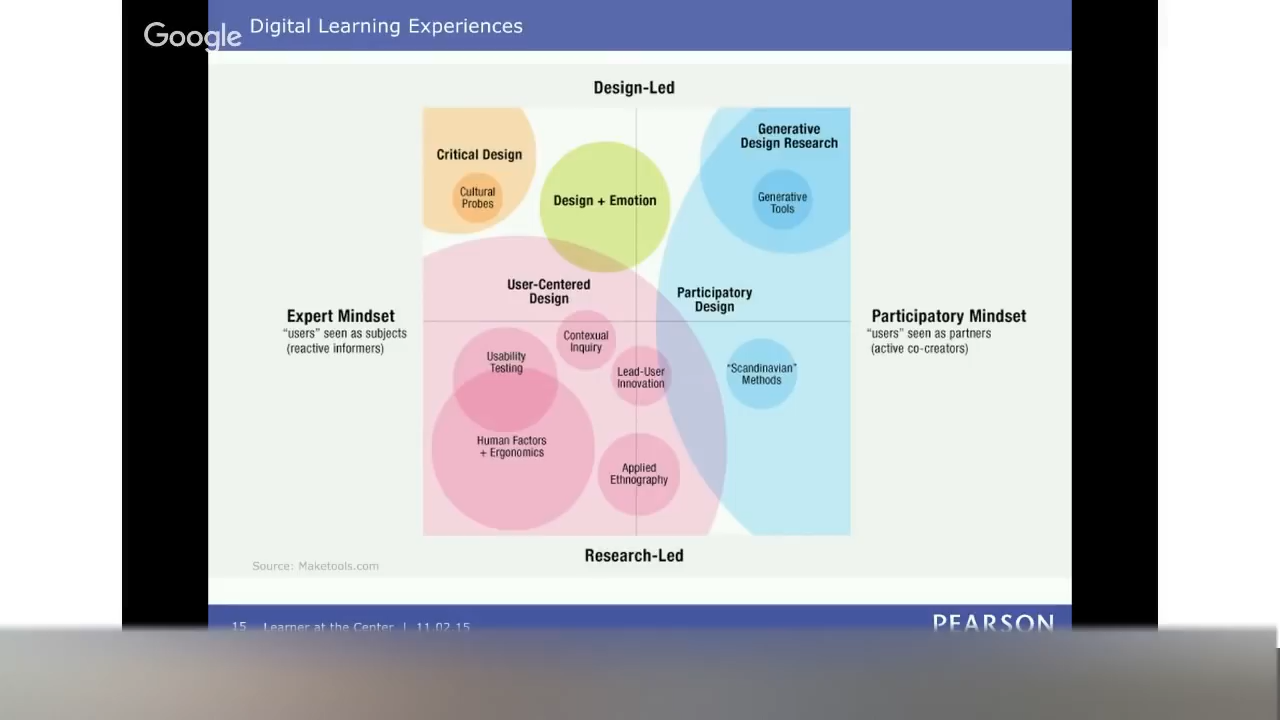 Google
Digital Learning Experiences
Design-Led
Critical Design
Cultural
Probes
Design + Emotion
Generative
Design Research
Generative
Tools
User-Centered
Design
Participatory
Design
Expert Mindset
“users” seen as subjects
(reactive informers)
Participatory Mindset
“users” seen as partners
(active co-creators)
Contexual
Inquiry
Usability
Testing
Lead-User
Innovation
“Scandinavian”
Methods
Human Factors
+ Ergonomics
Applied
Ethnography
Research-Led
Source: Maketools.com
15 Learner at the Center | 11.02.15
PEARSON